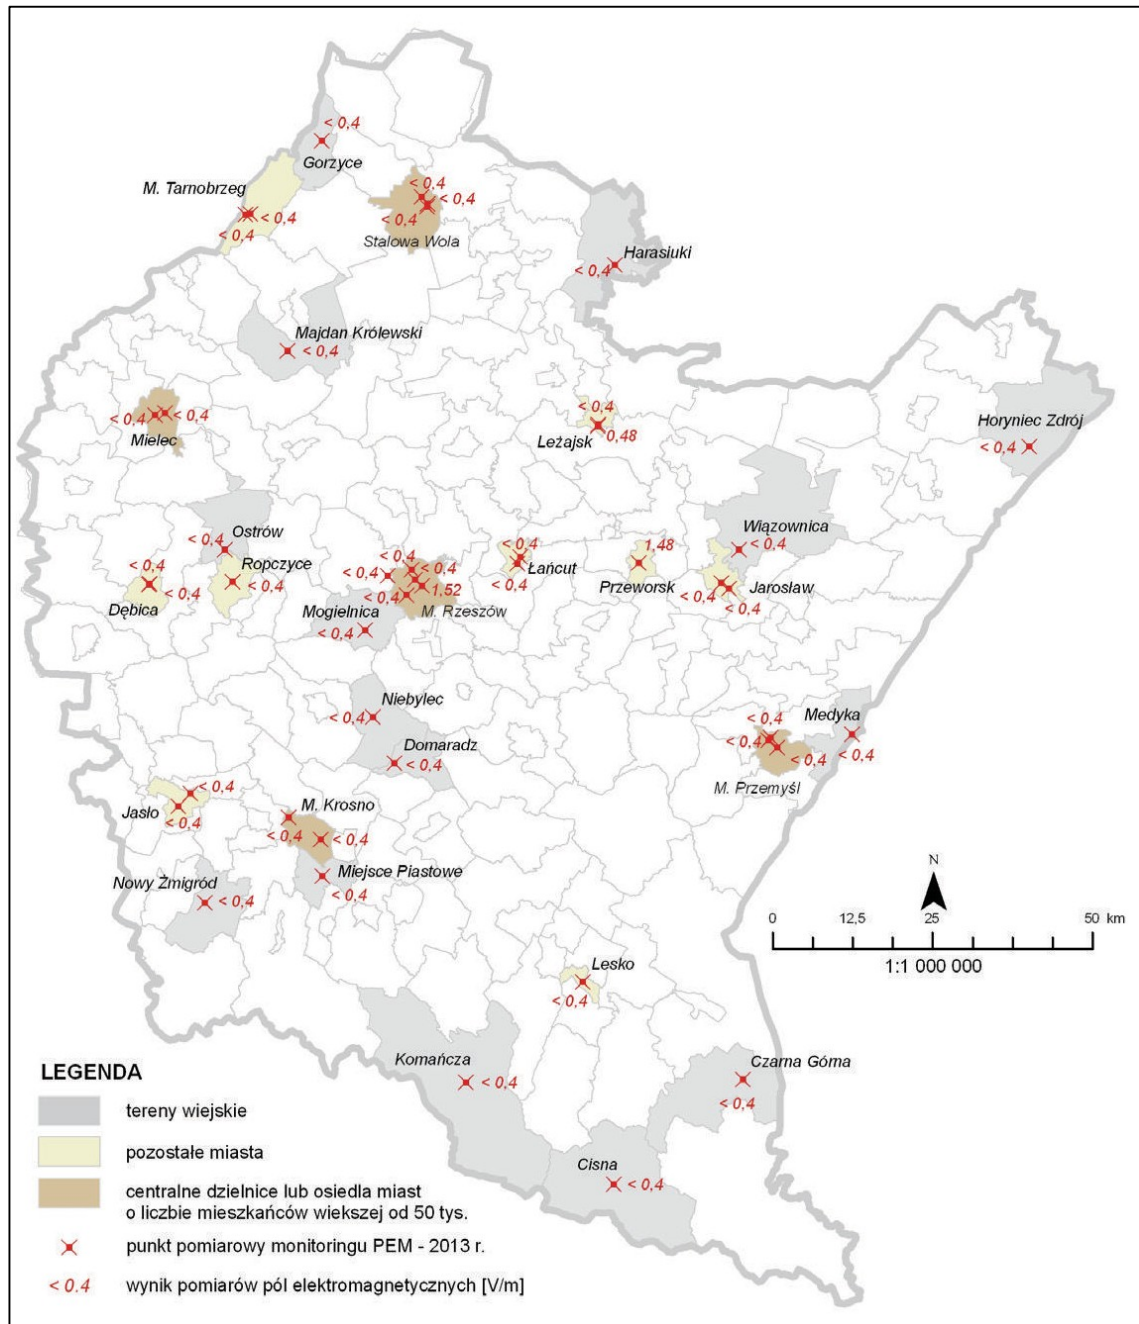 < 0,4
Gorzyce
M. Tarnobrzeg
< 0,4
< 0,4
< 0,4
< 0,4
< 0,4
Stalowa Wola
Harasiuki
< 0,4
Majdan Królewski
< 0,4
< 0,4
< 0,4
Mielec
< 0,4
Leżajsk
0,48
Horyniec Zdrój
< 0,4
Wiązownica
< 0,4
Ostrów
< 0,4
Ropczyce
< 0,4
< 0,4
< 0,4
Dębica
< 0,4
< 0,4
< 0,4
1,52
< 0,4
M. Rzeszów
Mogielnica
< 0,4
< 0,4
Łańcut
< 0,4
1,48
Przeworsk
Jarosław
< 0,4
< 0,4
Niebylec
< 0,4
Domaradz
< 0,4
Medyka
< 0,4
< 0,4
< 0,4
< 0,4
M. Przemyśl
< 0,4
Jasło
< 0,4
M. Krosno
< 0,4
< 0,4
Miejsce Piastowe
< 0,4
Nowy Żmigród
< 0,4
N
0 12,5 25 50 km
1:1 000 000
Lesko
< 0,4
Komańcza
< 0,4
Czarna Górna
< 0,4
Cisna
< 0,4
LEGENDA
tereny wiejskie
pozostałe miasta
centralne dzielnice lub osiedla miast
o liczbie mieszkańców wiekszej od 50 tys.
punkt pomiarowy monitoringu PEM - 2013 r.
< 0.4 wynik pomiarów pól elektromagnetycznych [V/m]